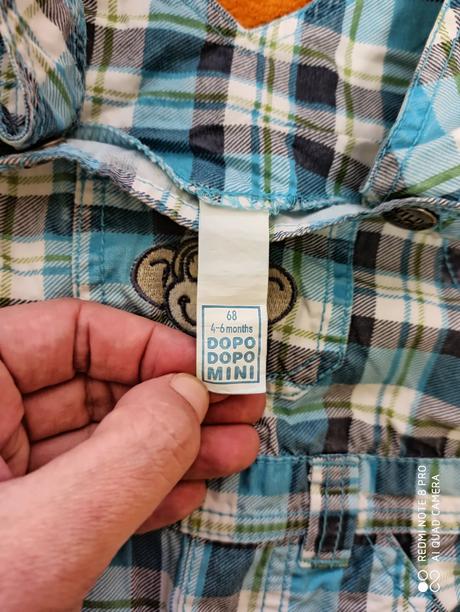 68
4-6 months
DOPO
DOPO
MINI
REDMI NOTE 8 PRO
AI QUAD CAMERA